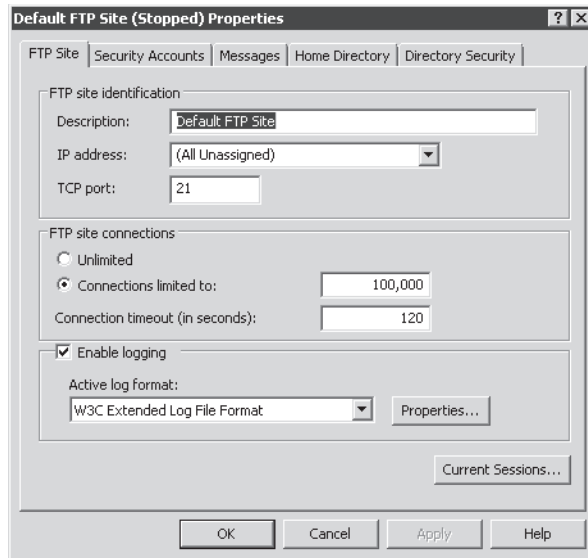 Default FTP Site (Stopped) Properties
FTP Site Security Accounts Messages Home Directory Directory Security
FTP site identification
Description: Default FTP Site
IP address: (All Unassigned)
TCP port: 21
FTP site connections
Unlimited
Connections limited to: 100,000
Connection timeout (in seconds): 120
Enable logging
Active log format:
W3C Extended Log File Format Properties...
Current Sessions...
OK Cancel Apply Help